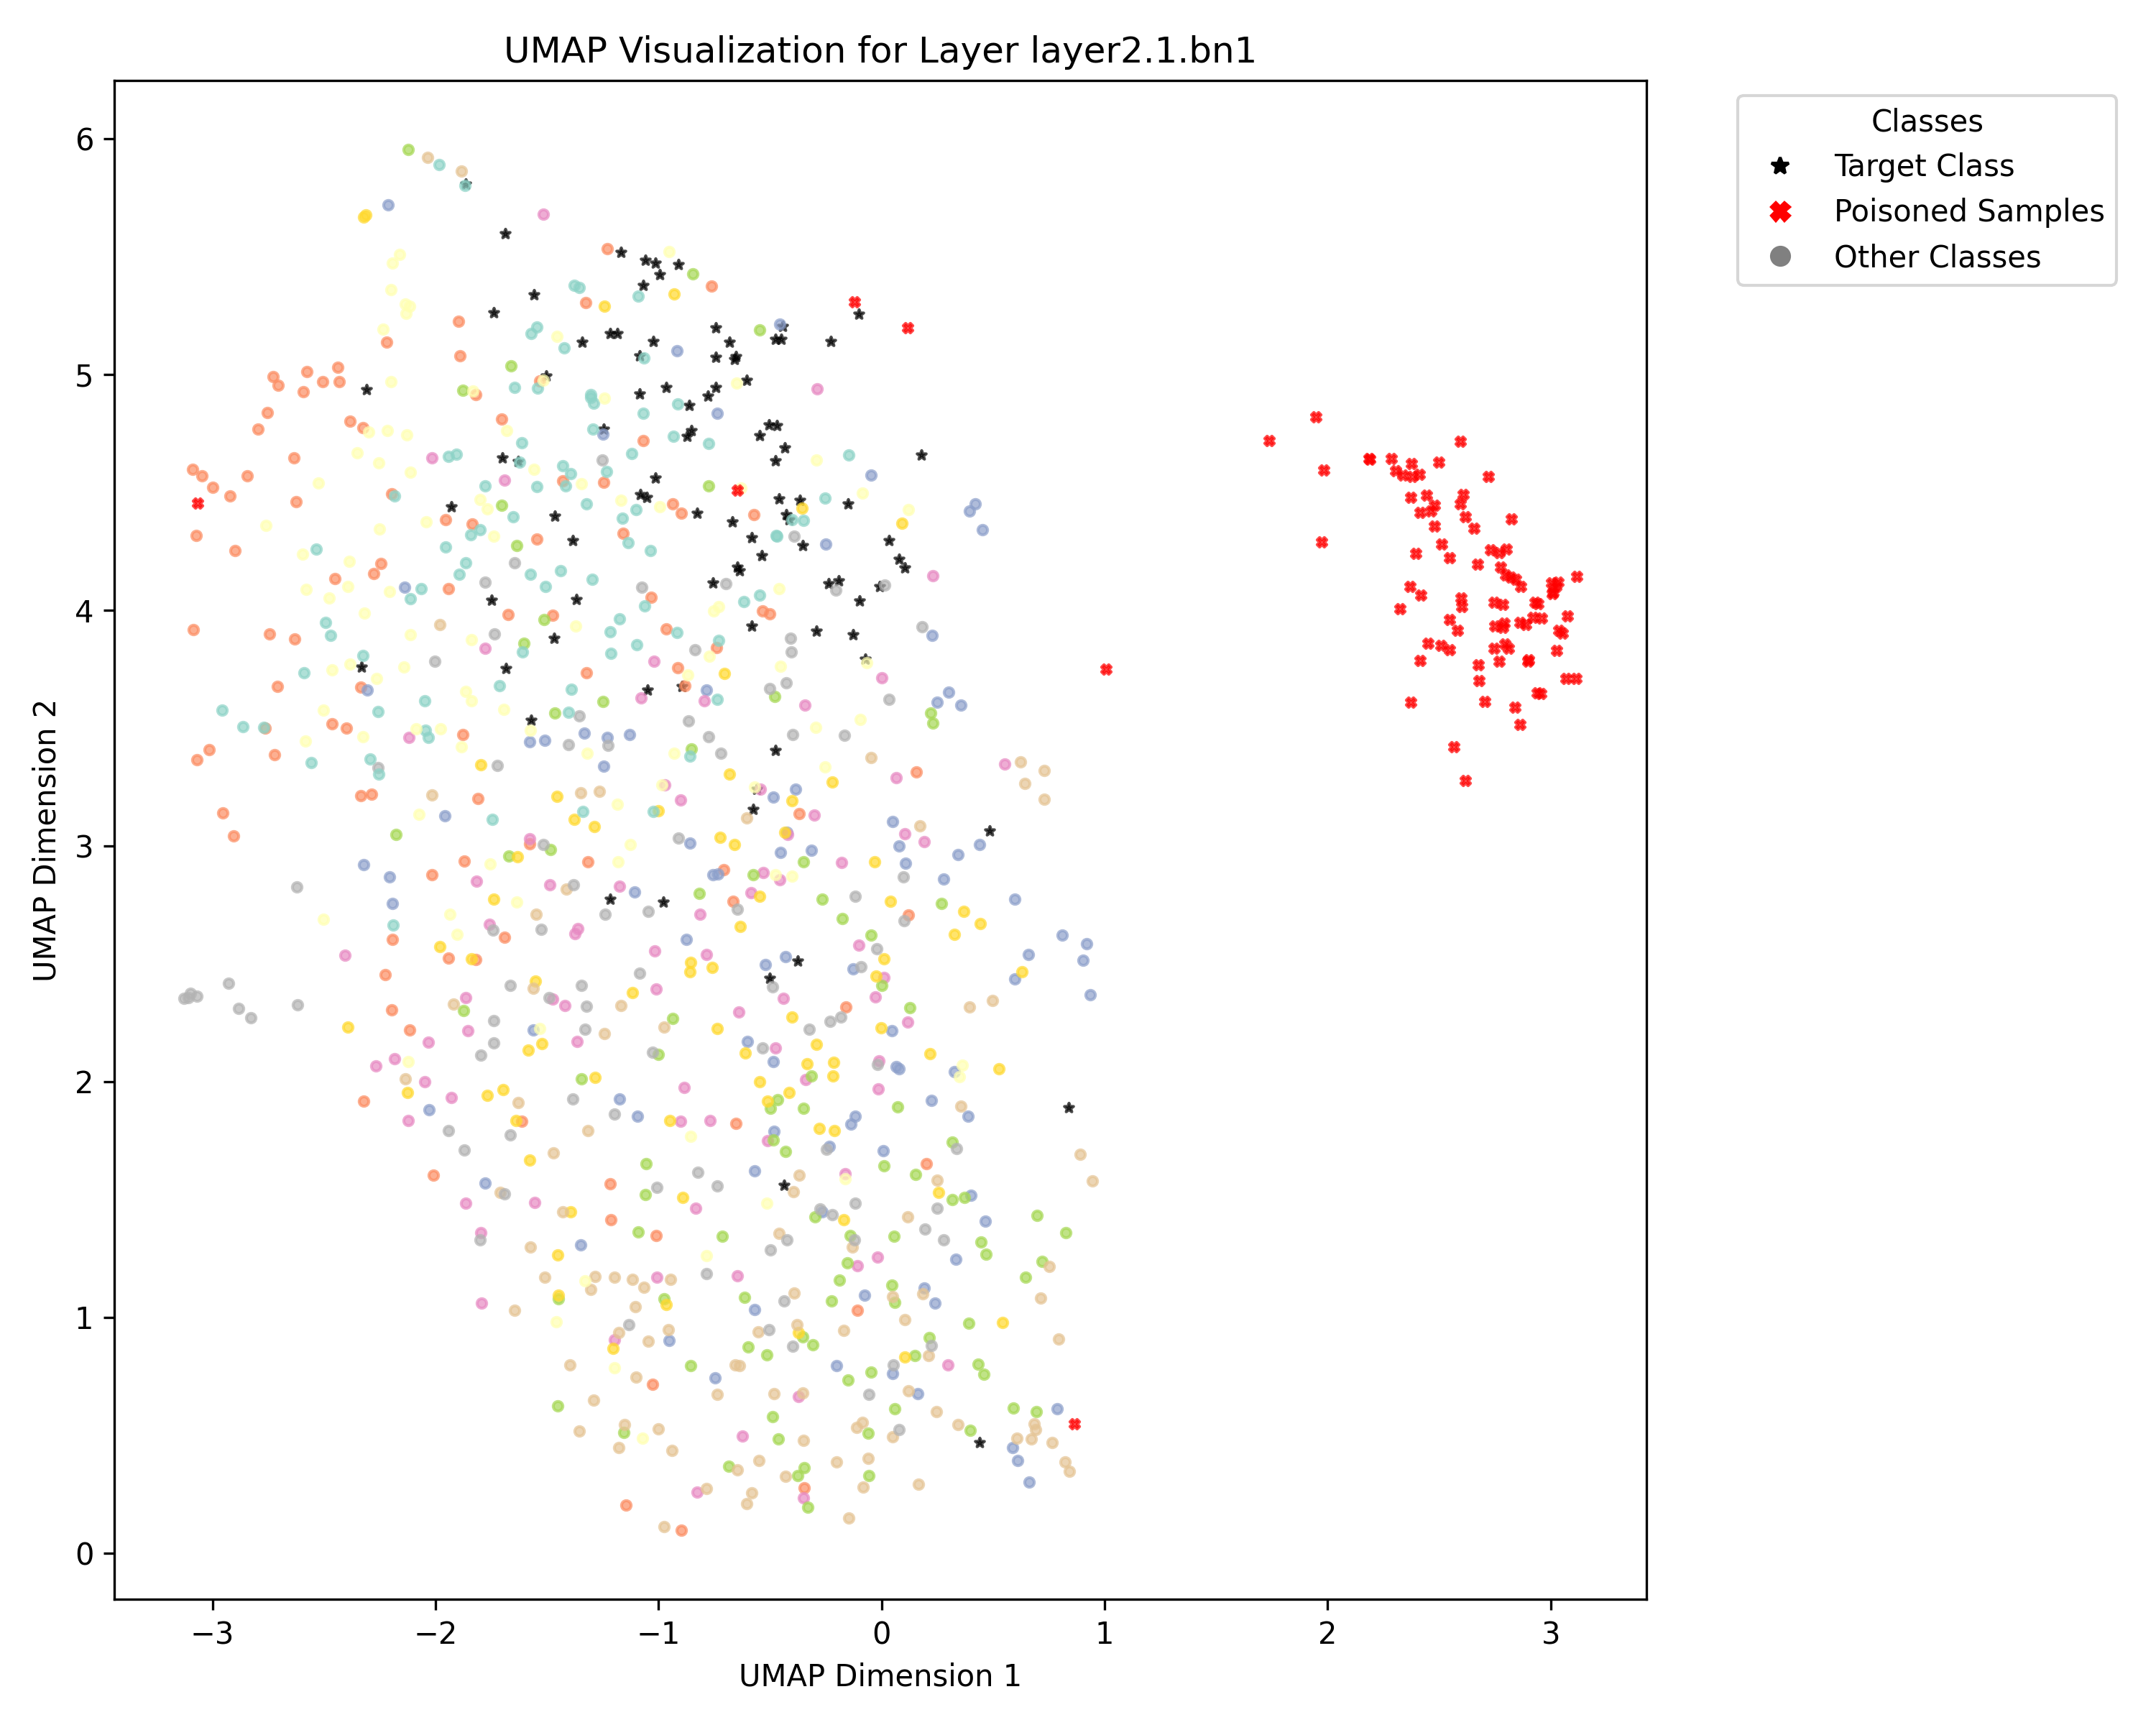 UMAP Visualization for Layer layer2.1.bn1
Classes
Target Class
Poisoned Samples
Other Classes
6
5
4
3
2
1
0
UMAP Dimension 2
−3
−2
−1
0
1
2
3
UMAP Dimension 1